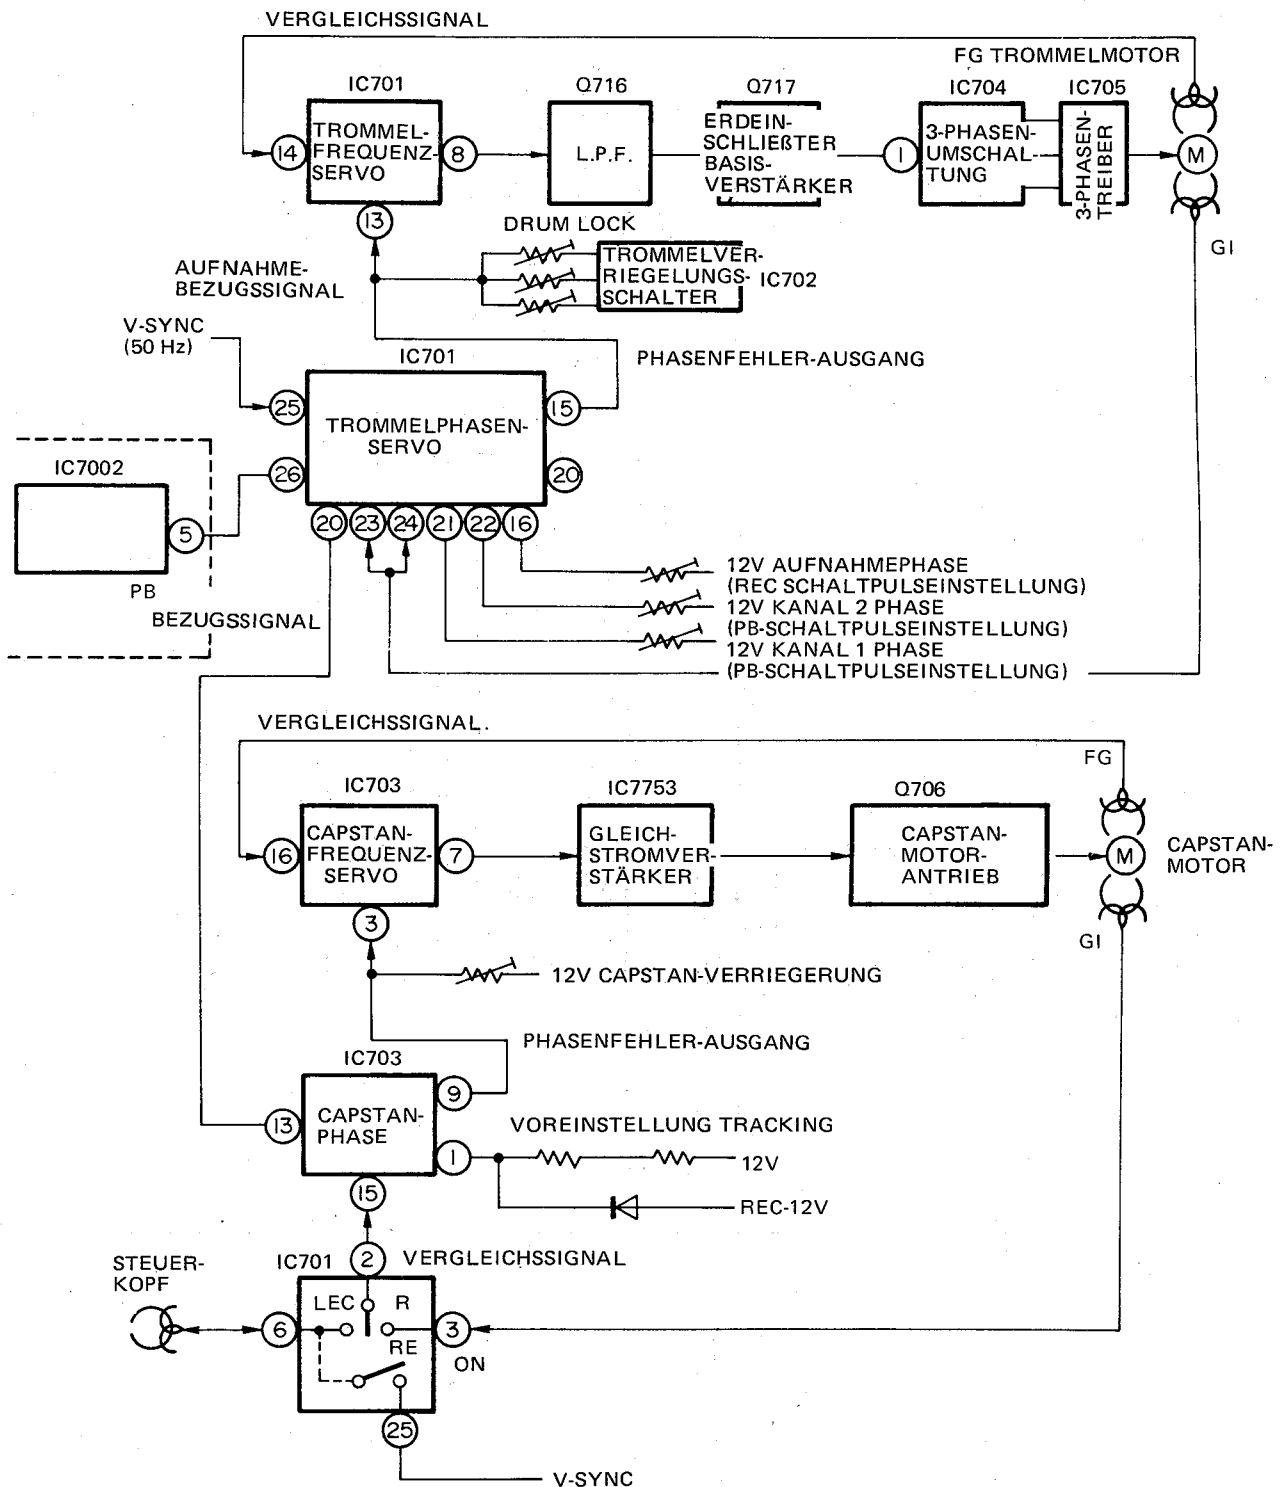 VERGLEICHSSIGNAL
FG TROMMELMOTOR
IC701
Q716
Q717
IC704
IC705
14
TROMMEL-
FREQUENZ-
SERVO
8
L.P.F.
ERDEIN-
SCHLIEßTER
BASIS-
VERSTÄRKER
1
3-PHASEN-
UMSCHAL-
TUNG
3-PHASEN-
TREIBER
M
GI
13
DRUM LOCK
AUFNAHME-
BEZUGSSIGNAL
TROMMELVER-
RIEGELUNGS-
SCHALTER
IC702
V-SYNC
(50 Hz)
IC701
PHASENFEHLER-AUSGANG
25
TROMMELPHASEN-
SERVO
15
26
20
IC7002
5
PB
20
23
24
21
22
16
12V AUFNAHMEPHASE
(REC SCHALTPULSEINSTELLUNG)
12V KANAL 2 PHASE
(PB-SCHALTPULSEINSTELLUNG)
12V KANAL 1 PHASE
(PB-SCHALTPULSEINSTELLUNG)
BEZUGSSIGNAL
VERGLEICHSSIGNAL.
FG
IC703
IC7753
Q706
16
CAPSTAN-
FREQUENZ-
SERVO
7
GLEICH-
STROMVER-
STÄRKER
CAPSTAN-
MOTOR-
ANTRIEB
M
CAPSTAN-
MOTOR
3
GI
12V CAPSTAN-VERRIEGERUNG
PHASENFEHLER-AUSGANG
IC703
9
13
CAPSTAN-
PHASE
VOREINSTELLUNG TRACKING
1
12V
15
REC-12V
IC701
2
VERGLEICHSSIGNAL
STEUER-
KOPF
LEC
R
6
3
RE
ON
25
V-SYNC